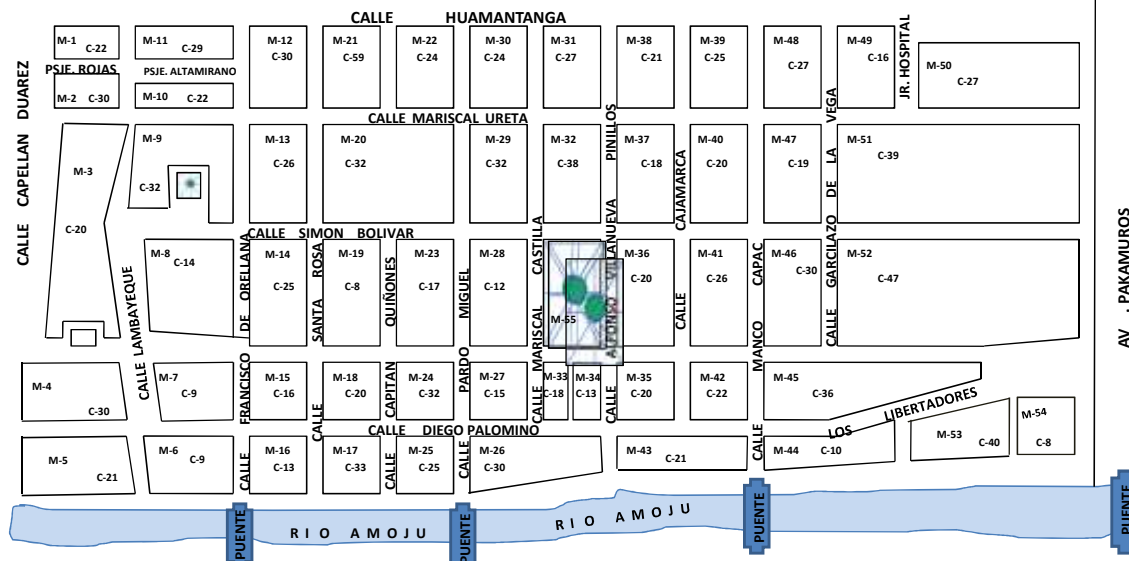 CALLE HUAMANTANGA
M-1 C-22
M-11 C-29
M-12 C-30
M-21 C-59
M-22 C-24
M-30 C-24
M-31 C-27
M-38 C-21
M-39 C-25
M-48 C-27
M-49 C-16
JR. HOSPITAL
M-50 C-27
PSJE. ROJAS
PSJE. ALTAMIRANO
M-2 C-30
M-10 C-22
CALLE MARISCAL URETA
CALLE CAPELLAN DUAREZ
M-3 C-20
M-9 C-32
M-13 C-26
M-20 C-32
M-29 C-32
M-32 C-38
M-37 C-18
M-40 C-20
M-47 C-19
M-51 C-39
CALLE SIMON BOLIVAR
M-8 C-14
M-14 C-25
M-19 C-8
M-23 C-17
M-28 C-12
M-55
M-36 C-20
M-41 C-26
M-46 C-30
M-52 C-47
CALLE LAMBAYEQUE
CALLE FRANCISCO DE ORELLANA
CALLE SANTA ROSA
CALLE CAPITAN QUIÑONES
CALLE PARDO MIGUEL
CALLE MARISCAL CASTILLA
CALLE ALFONSO VILLANUEVA PINILLOS
CALLE CAJAMARCA
CALLE MANCO CAPAC
CALLE GARCILAZO DE LA VEGA
AV . PAKAMUROS
M-4 C-30
M-7 C-9
M-15 C-16
M-18 C-20
M-24 C-32
M-27 C-15
M-33 C-18
M-34 C-13
M-35 C-20
M-42 C-22
M-45 C-36
LOS LIBERTADORES
CALLE DIEGO PALOMINO
M-5 C-21
M-6 C-9
M-16 C-13
M-17 C-33
M-25 C-25
M-26 C-30
M-43 C-21
M-44 C-10
M-53 C-40
M-54 C-8
PUENTE
RIO AMOJU
PUENTE
RIO AMOJU
PUENTE
PUENTE